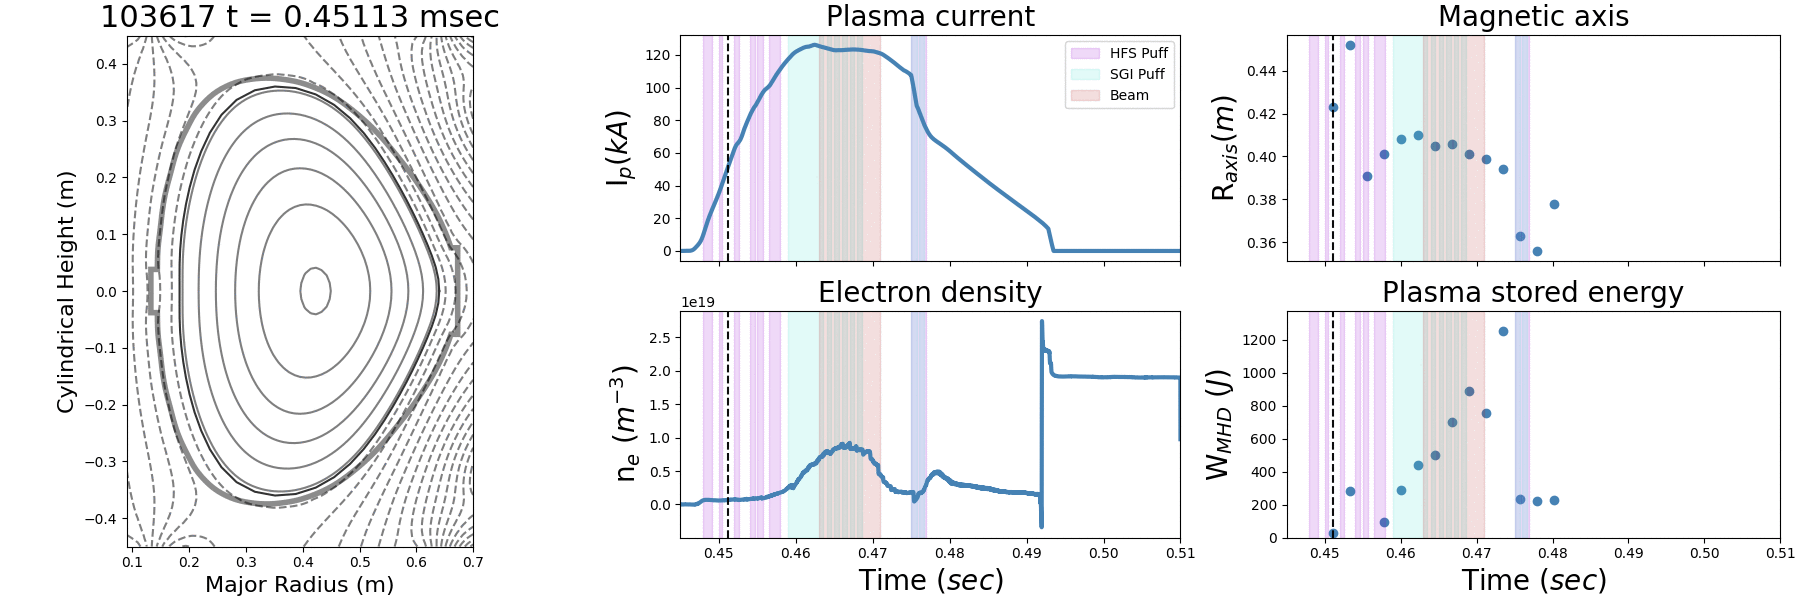 103617 t = 0.45113 msec
0.4
0.3
0.2
0.1
0.0
−0.1
−0.2
−0.3
−0.4
Cylindrical Height (m)
0.1 0.2 0.3 0.4 0.5 0.6 0.7
Major Radius (m)
Plasma current
120
100
80
60
40
20
0
I_p(kA)
HFS Puff
SGI Puff
Beam
Magnetic axis
0.44
0.42
0.40
0.38
0.36
R_axis(m)
Electron density
1e19
2.5
2.0
1.5
1.0
0.5
0.0
n_e (m^−3)
0.45 0.46 0.47 0.48 0.49 0.50 0.51
Time (sec)
Plasma stored energy
1200
1000
800
600
400
200
0
W_MHD (J)
0.45 0.46 0.47 0.48 0.49 0.50 0.51
Time (sec)